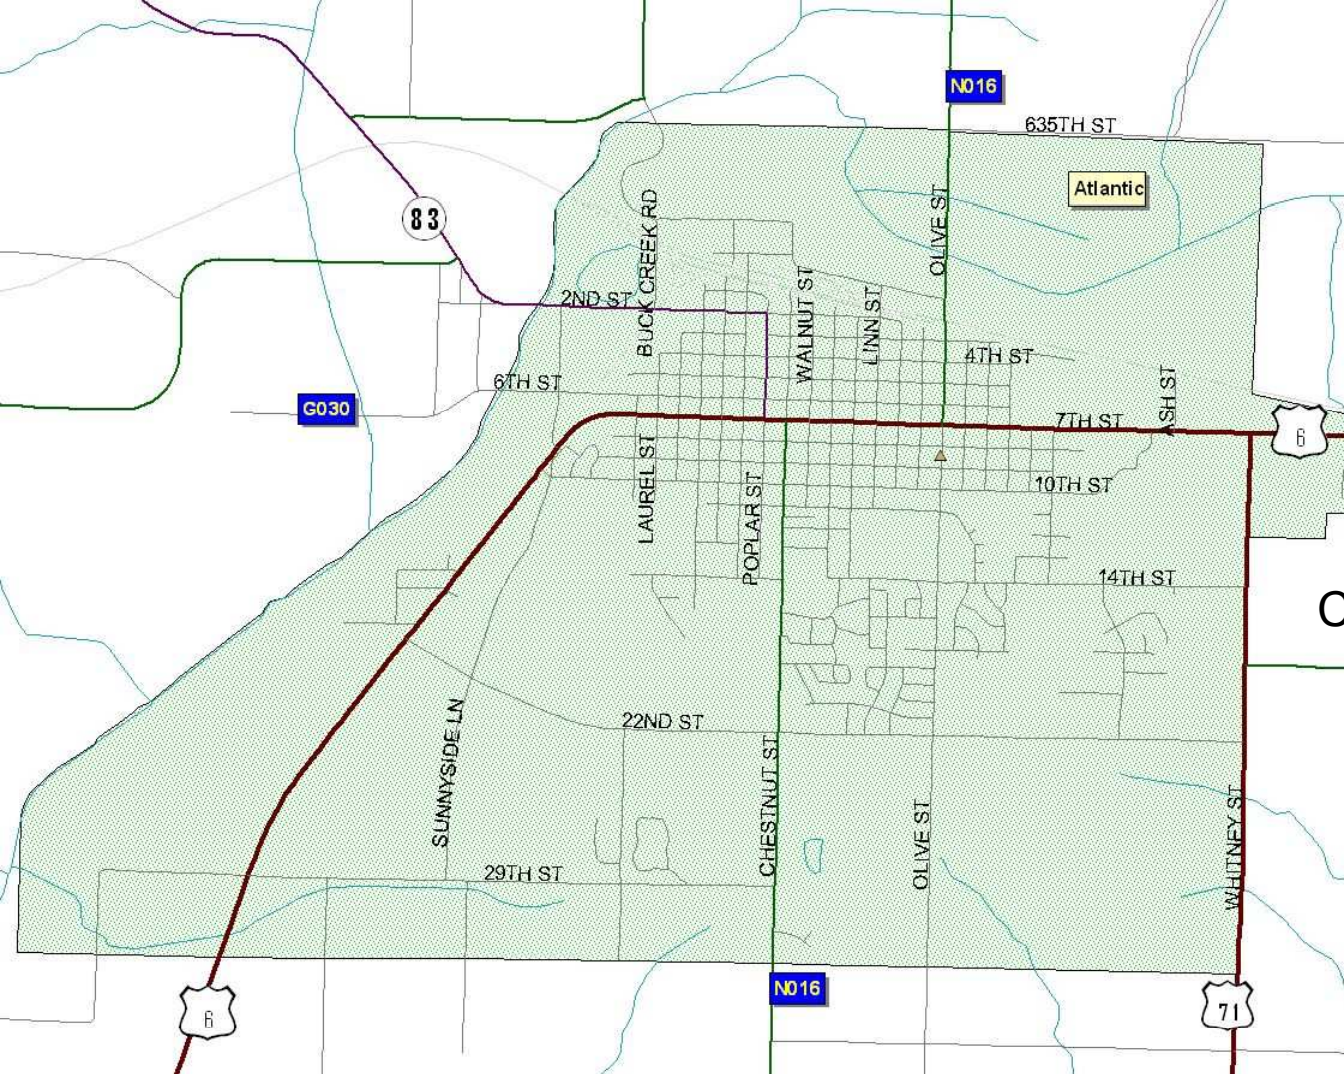 N016
635TH ST
Atlantic
83
BUCK CREEK RD
OLIVE ST
2ND ST
WALNUT ST
LINN ST
4TH ST
6TH ST
ASH ST
G030
7TH ST
6
LAUREL ST
POPLAR ST
10TH ST
14TH ST
C
22ND ST
SUNNYSIDE LN
CHESTNUT ST
OLIVE ST
WHITNEY ST
29TH ST
N016
6
71